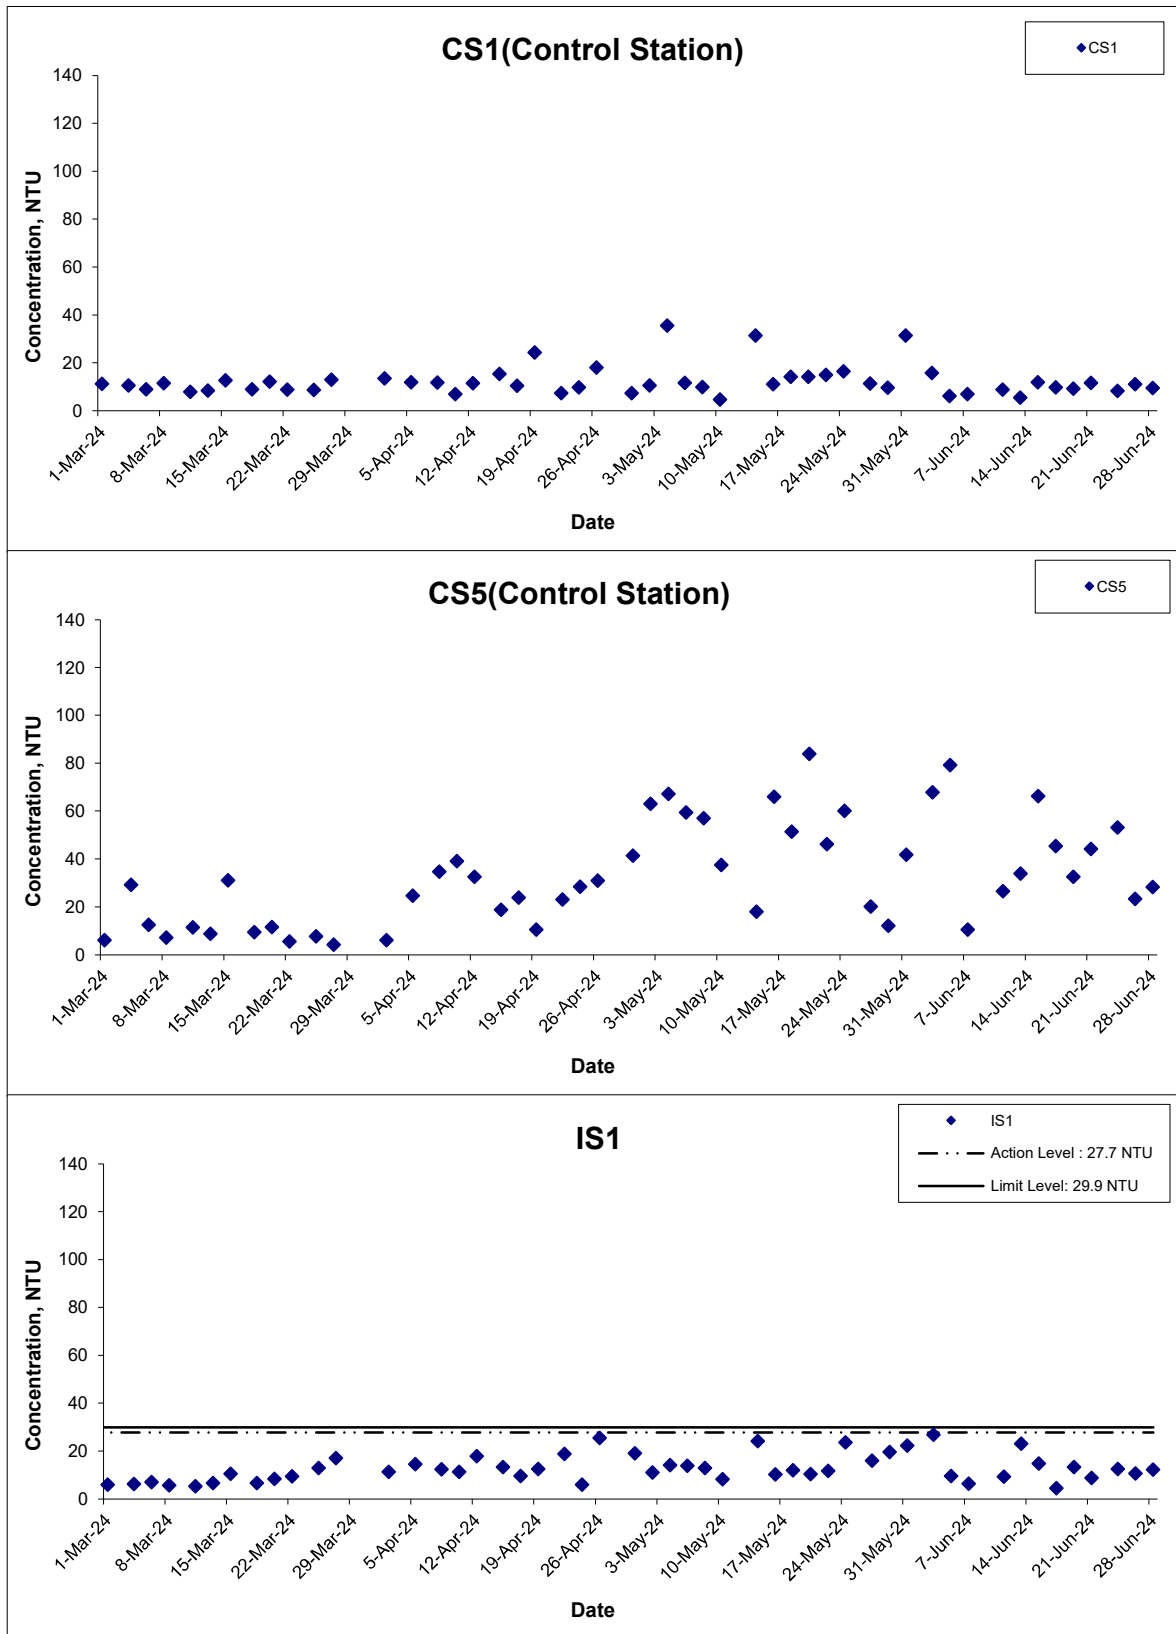 CS1(Control Station)
CS1
140
120
100
80
60
40
20
0
Concentration, NTU
1-Mar-24
8-Mar-24
15-Mar-24
22-Mar-24
29-Mar-24
5-Apr-24
12-Apr-24
19-Apr-24
26-Apr-24
3-May-24
10-May-24
17-May-24
24-May-24
31-May-24
7-Jun-24
14-Jun-24
21-Jun-24
28-Jun-24
Date
CS5(Control Station)
CS5
140
120
100
80
60
40
20
0
Concentration, NTU
1-Mar-24
8-Mar-24
15-Mar-24
22-Mar-24
29-Mar-24
5-Apr-24
12-Apr-24
19-Apr-24
26-Apr-24
3-May-24
10-May-24
17-May-24
24-May-24
31-May-24
7-Jun-24
14-Jun-24
21-Jun-24
28-Jun-24
Date
IS1
IS1
Action Level : 27.7 NTU
Limit Level: 29.9 NTU
140
120
100
80
60
40
20
0
Concentration, NTU
1-Mar-24
8-Mar-24
15-Mar-24
22-Mar-24
29-Mar-24
5-Apr-24
12-Apr-24
19-Apr-24
26-Apr-24
3-May-24
10-May-24
17-May-24
24-May-24
31-May-24
7-Jun-24
14-Jun-24
21-Jun-24
28-Jun-24
Date